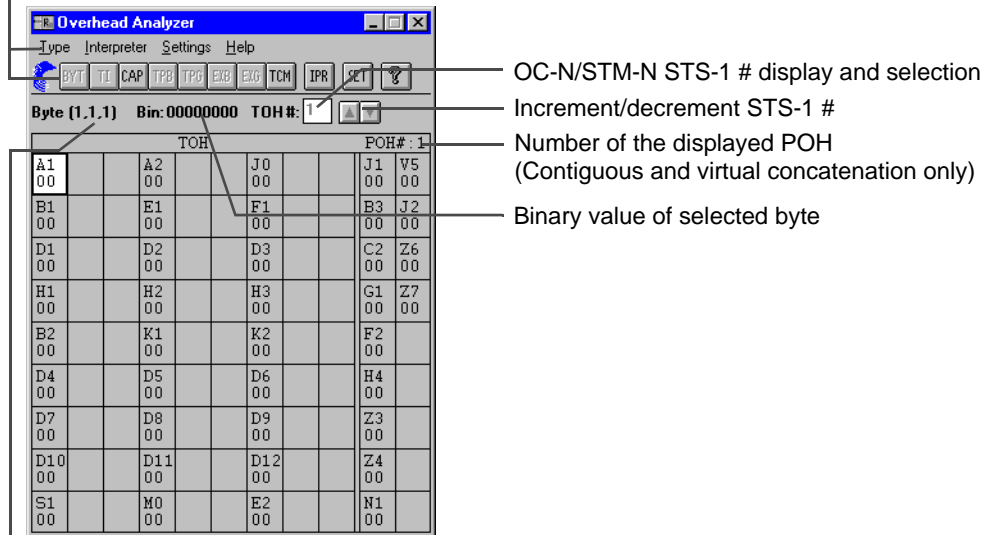 Overhead Analyzer
Type Interpreter Settings Help
BYT TI CAP TPB TPG EXB EXG TCM IPR SET ?
OC-N/STM-N STS-1 # display and selection
Byte (1,1,1) Bin:00000000 TOH#: 1
Increment/decrement STS-1 #
TOH POH#:1
Number of the displayed POH
(Contiguous and virtual concatenation only)
A1 A2 J0 J1 V5
00 00 00 00 00
B1 E1 F1 B3 J2
00 00 00 00 00
Binary value of selected byte
D1 D2 D3 C2 Z6
00 00 00 00 00
H1 H2 H3 G1 Z7
00 00 00 00 00
B2 K1 K2 F2
00 00 00 00
D4 D5 D6 H4
00 00 00 00
D7 D8 D9 Z3
00 00 00 00
D10 D11 D12 Z4
00 00 00 00
S1 M0 E2 N1
00 00 00 00